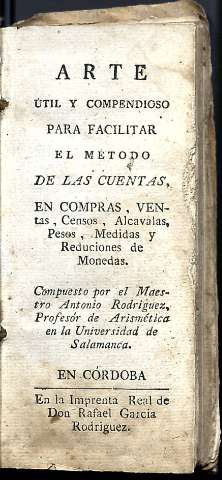 ARTE
ÚTIL Y COMPENDIOSO
PARA FACILITAR
EL METODO
DE LAS CUENTAS,
EN COMPRAS, VEN-
tas, Censos, Alcavalas,
Pesos, Medidas y
Reduciones de
Monedas.
Compuesto por el Maes-
tro Antonio Rodriguez,
Profesór de Arismética
en la Universidad de
Salamanca.
EN CÓRDOBA
En la Imprenta Real de
Don Rafael García
Rodriguez.